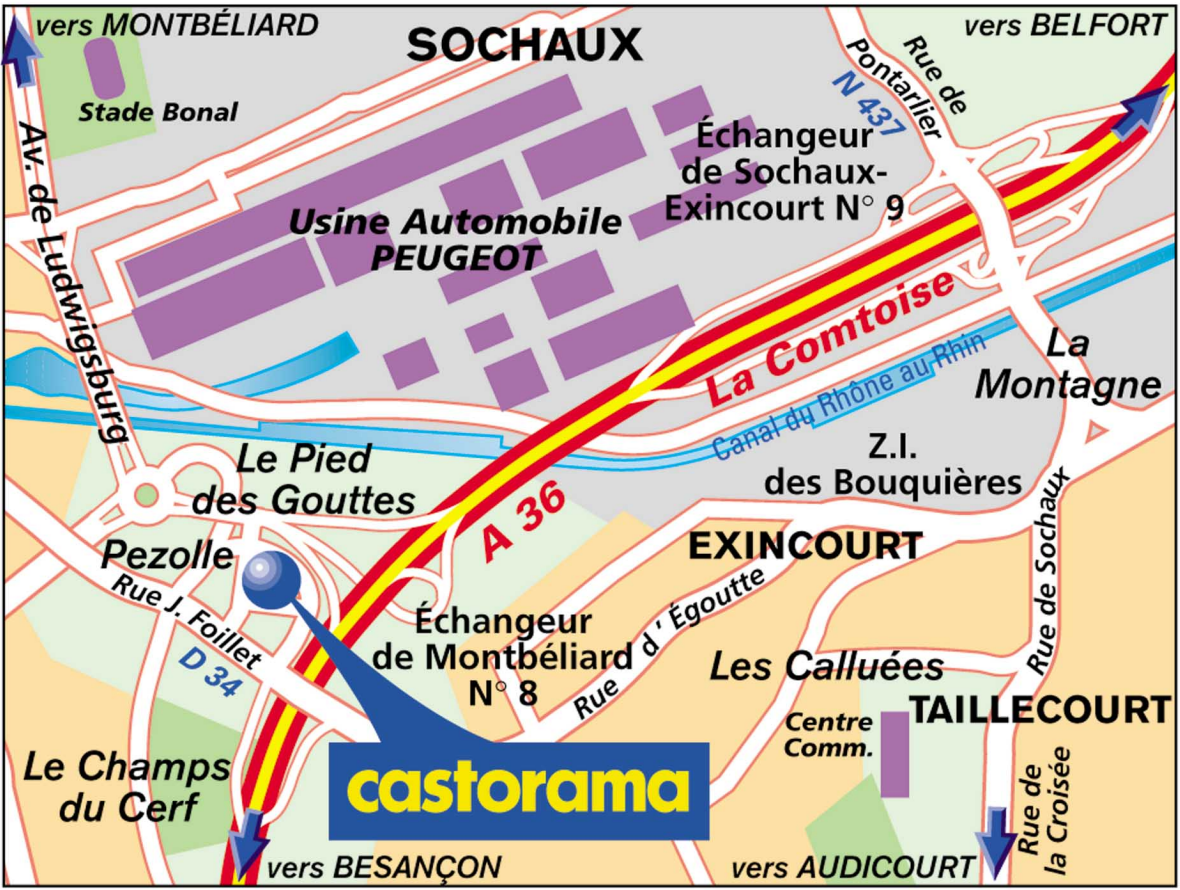 vers MONTBÉLIARD
SOCHAUX
vers BELFORT
Stade Bonal
Rue de
Pontarlier
N 437
Av. de Ludwigsburg
Échangeur
de Sochaux-
Exincourt N° 9
Usine Automobile
PEUGEOT
La Comtoise
Canal du Rhône au Rhin
La
Montagne
Le Pied
des Gouttes
Z.I.
des Bouquières
A 36
Pezolle
EXINCOURT
Rue de Sochaux
Rue J. Foillet
D 34
Échangeur
de Montbéliard
N° 8
Rue d'Égoutte
Les Calluées
TAILLECOURT
Centre
Comm.
Le Champs
du Cerf
castorama
Rue de
la Croisée
vers BESANÇON
vers AUDICOURT